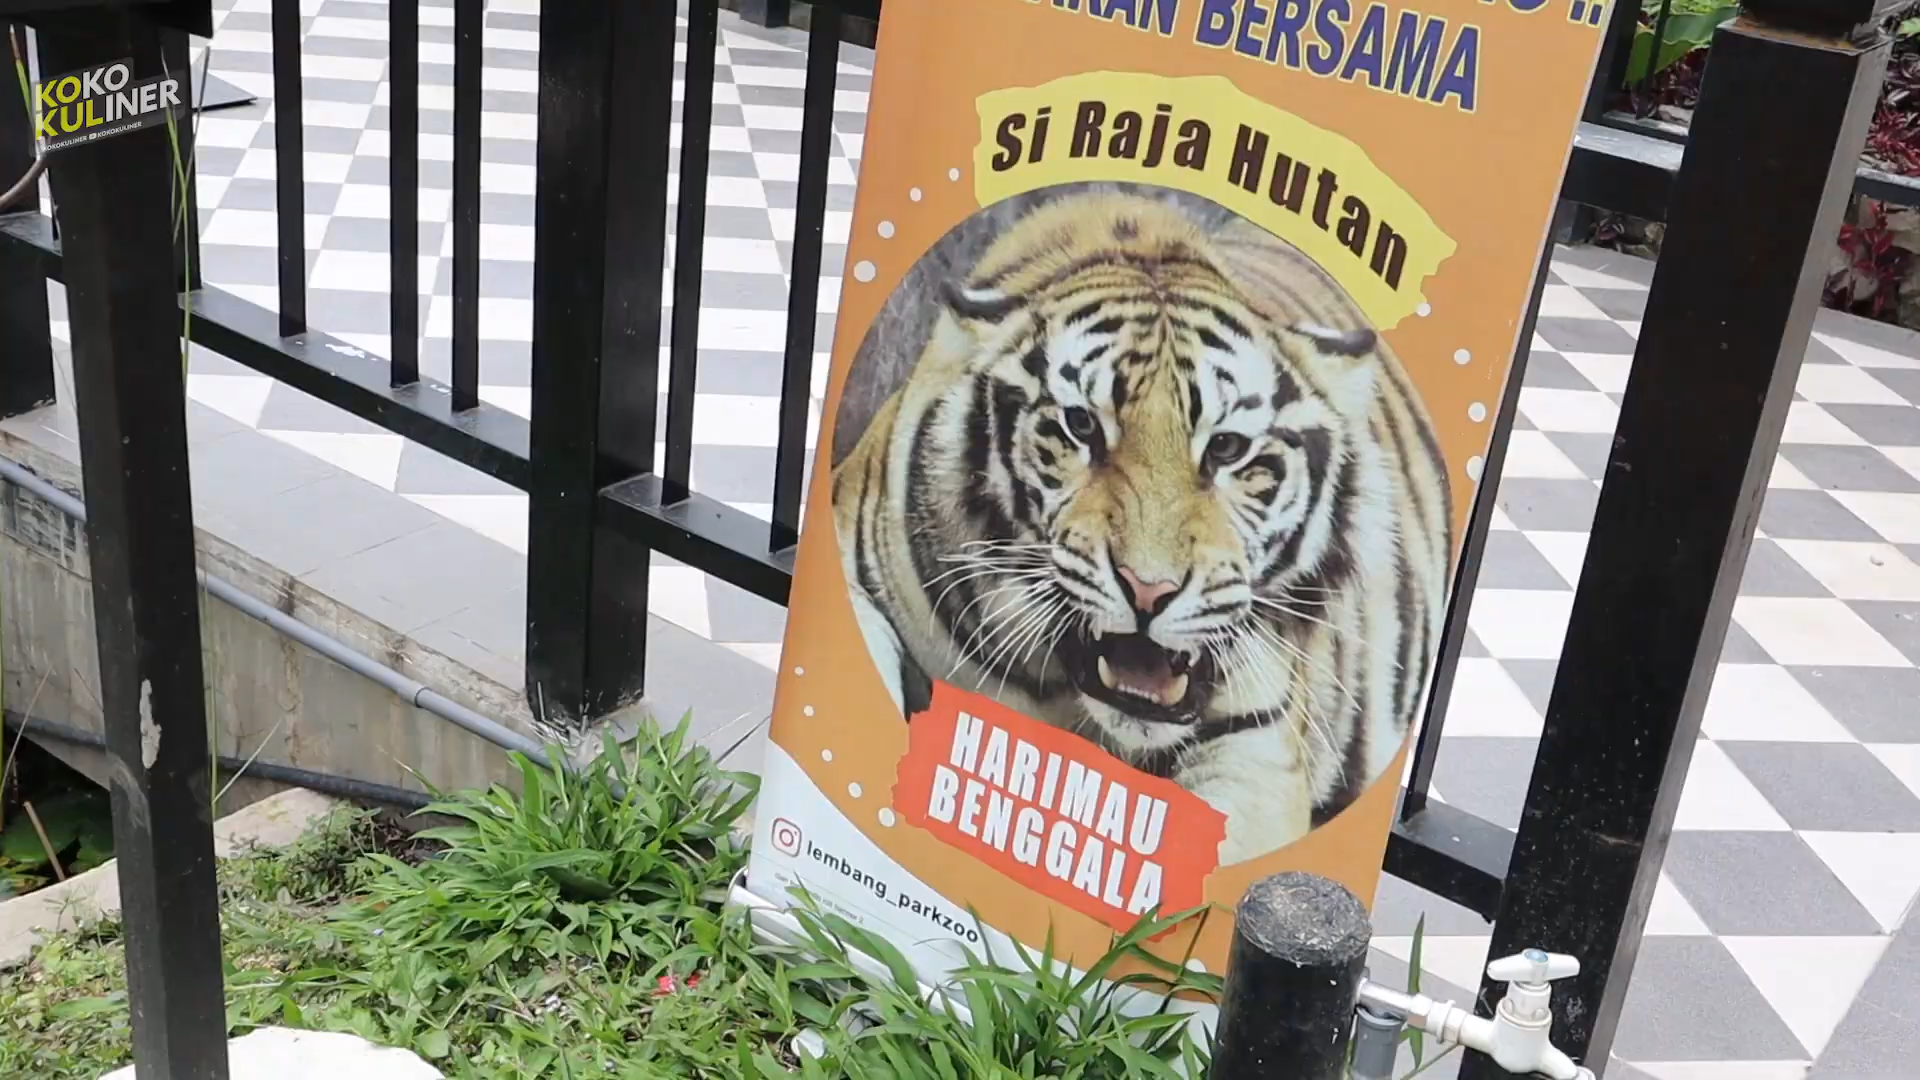 KOKO
KULINER
KOKOKULINER KOKOKULINER
BERSAMA
Si Raja Hutan
HARIMAU
BENGGALA
lembang_parkzoo